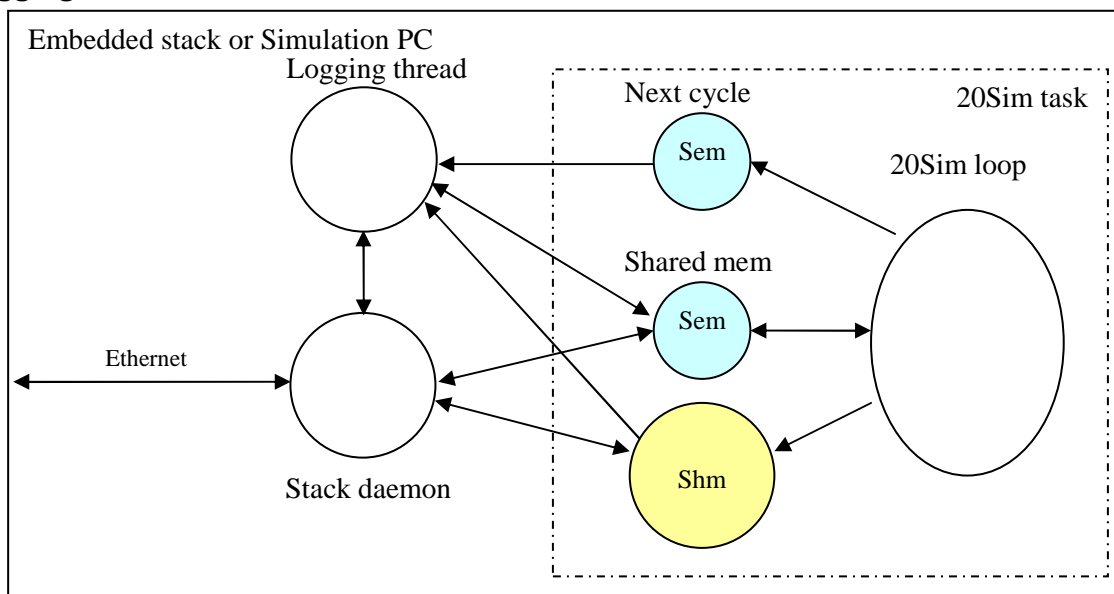 Embedded stack or Simulation PC
Logging thread
Next cycle
20Sim task
Sem
20Sim loop
Shared mem
Sem
Ethernet
Shm
Stack daemon